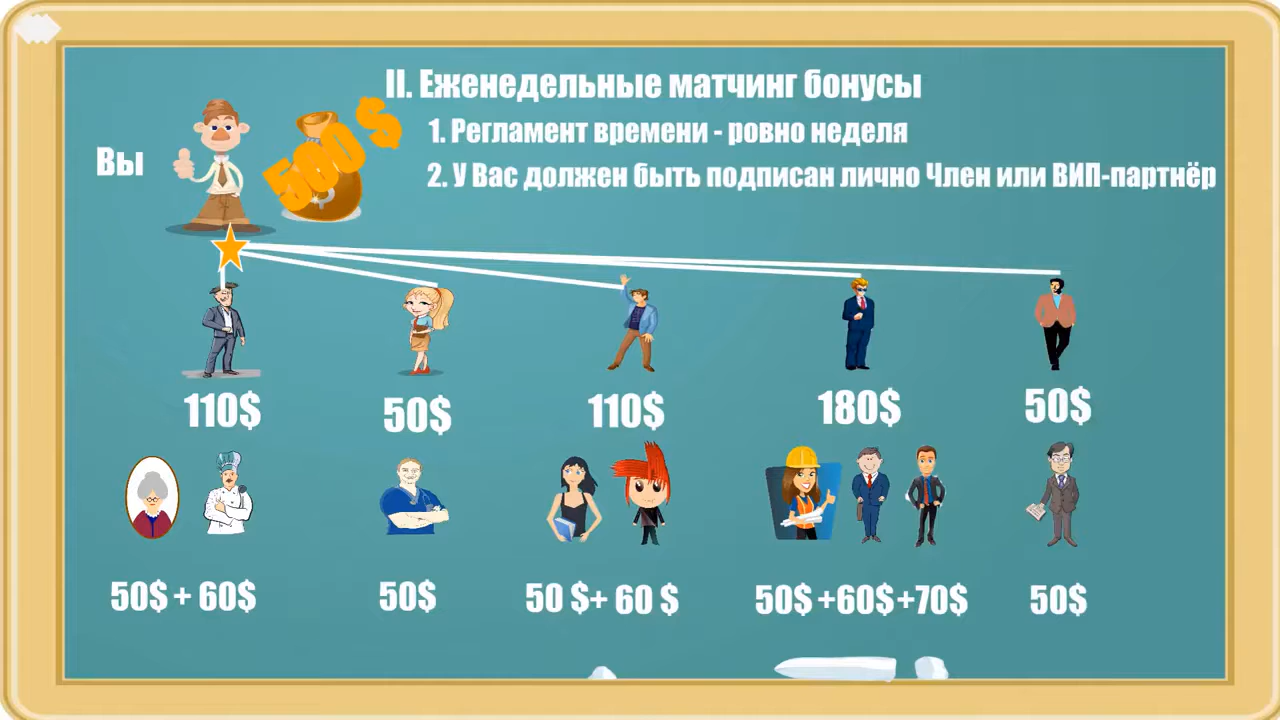 II. Еженедельные матчинг бонусы
1. Регламент времени - ровно неделя
Вы
500$
2. У Вас должен быть подписан лично Член или ВИП-партнёр
110$ 50$ 110$ 180$ 50$
50$ + 60$ 50$ 50 $+ 60 $ 50$ +60$ +70$ 50$